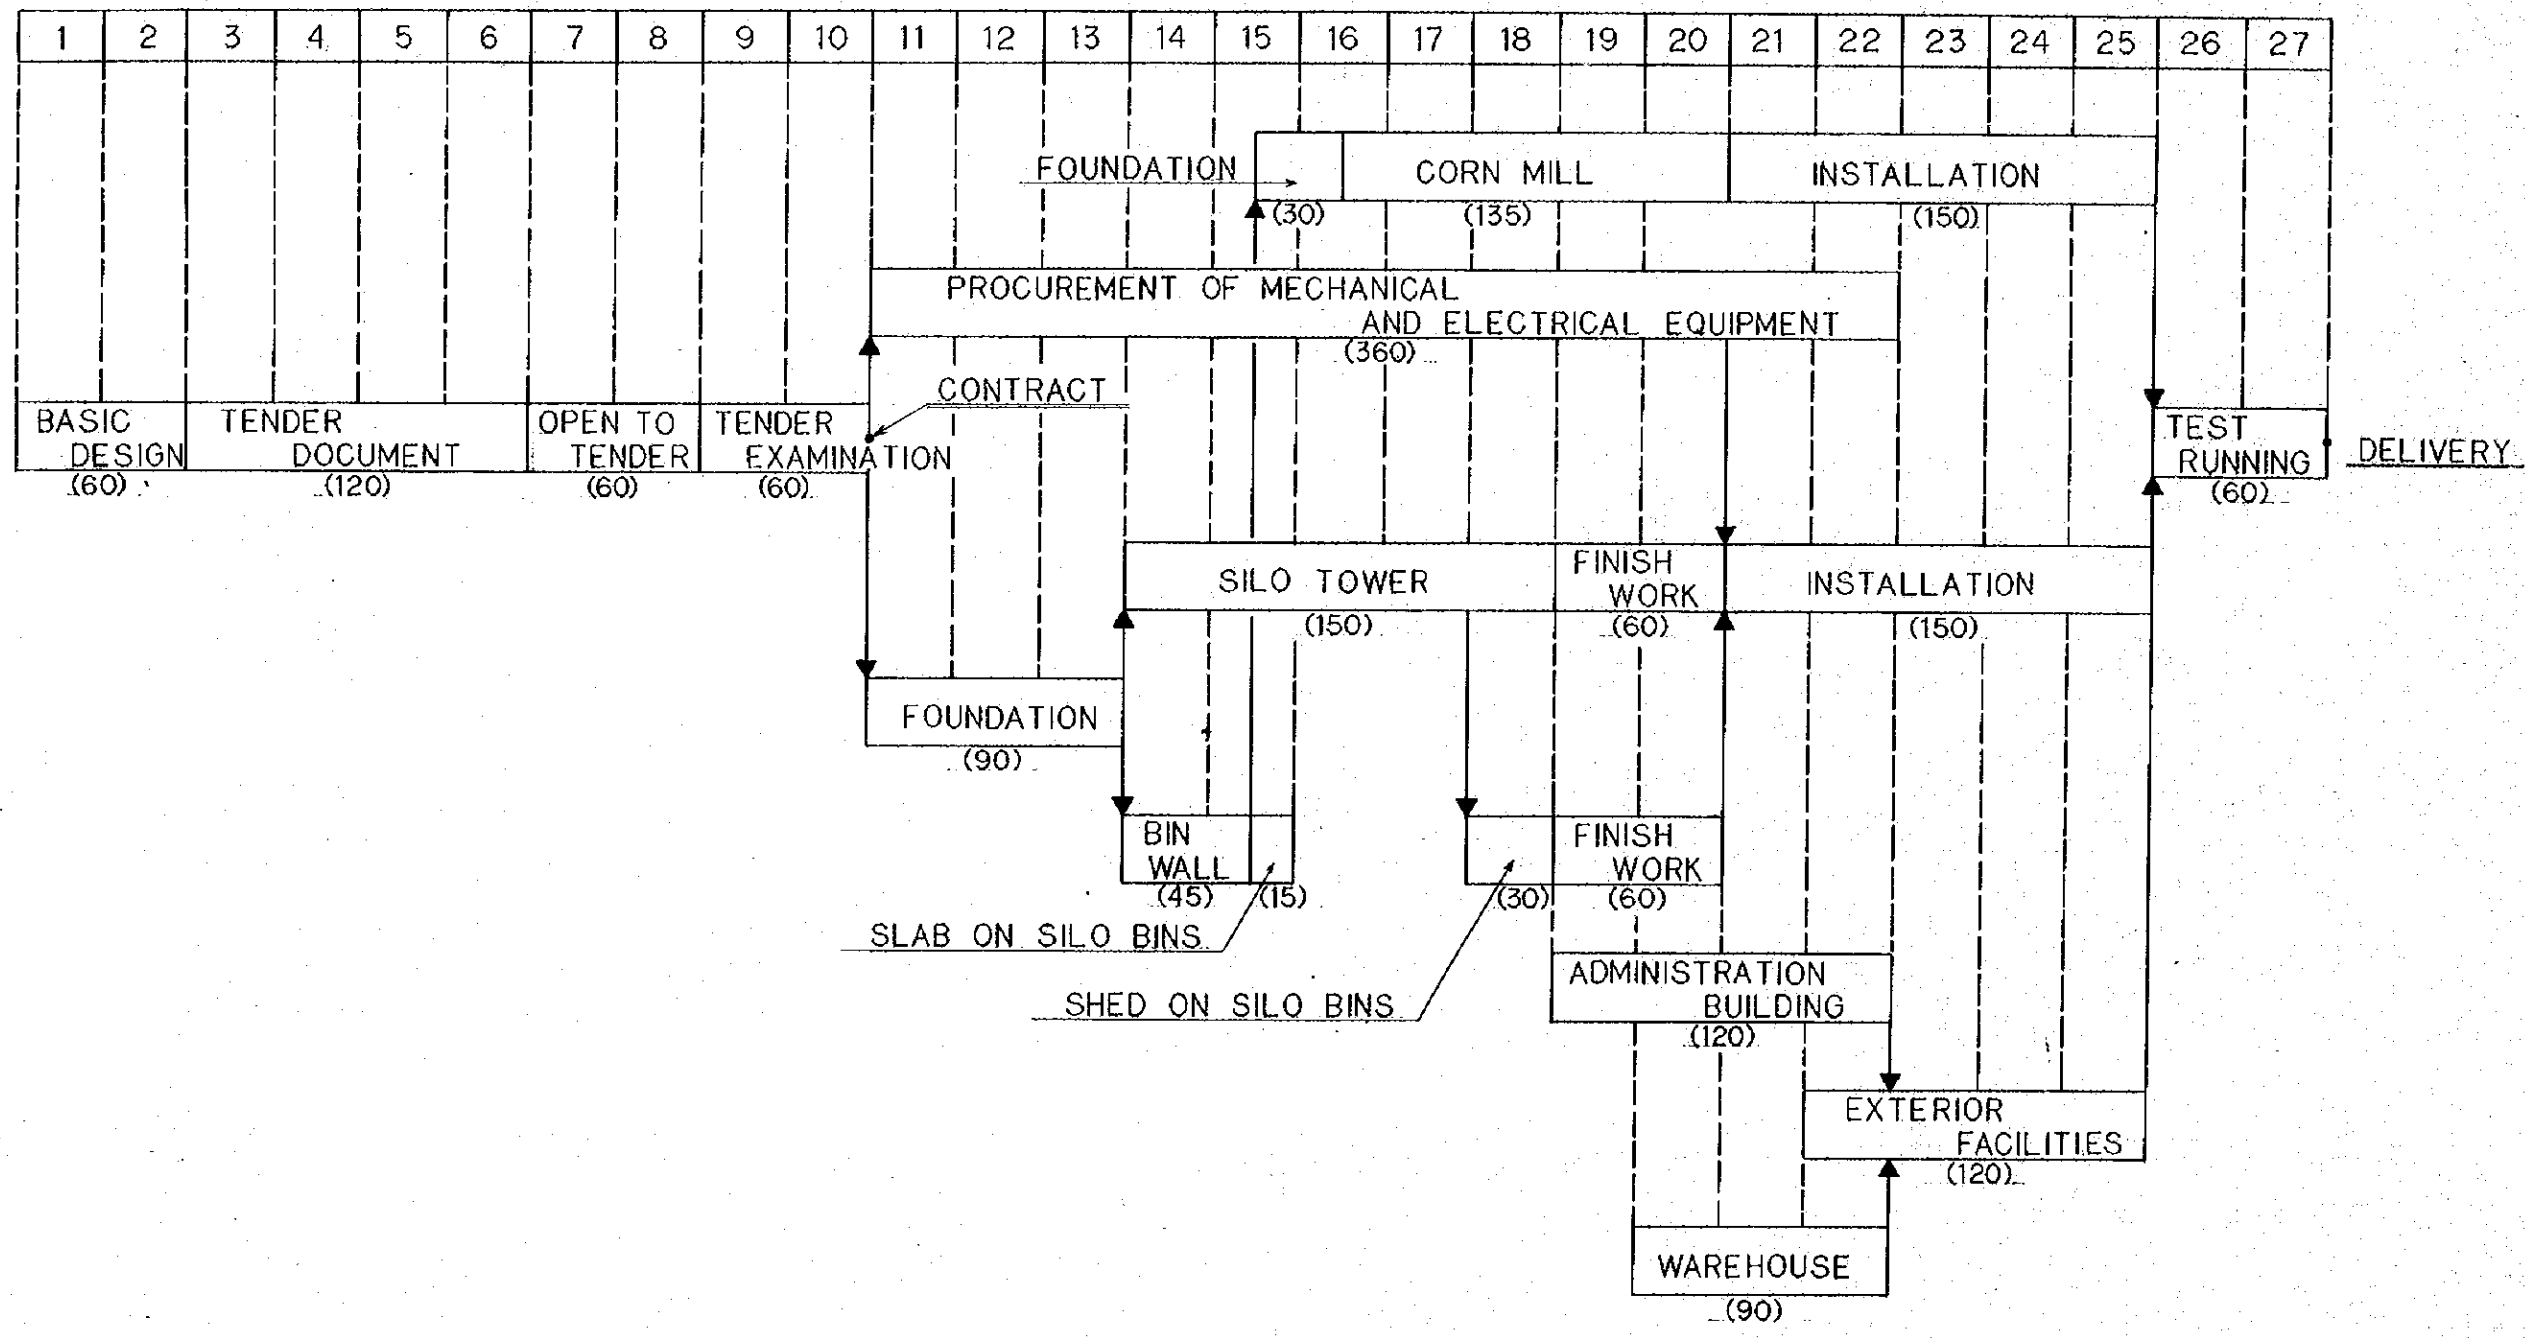 1 2 3 4 5 6 7 8 9 10 11 12 13 14 15 16 17 18 19 20 21 22 23 24 25 26 27
FOUNDATION
CORN MILL
INSTALLATION
(30)
(135)
(150)
PROCUREMENT OF MECHANICAL
AND ELECTRICAL EQUIPMENT
(360)
CONTRACT
BASIC
DESIGN
(60)
TENDER
DOCUMENT
(120)
OPEN TO
TENDER
(60)
TENDER
EXAMINATION
(60)
TEST
RUNNING
(60)
DELIVERY
SILO TOWER
(150)
FINISH
WORK
(60)
INSTALLATION
(150)
FOUNDATION
(90)
BIN
WALL
(45)
(15)
SLAB ON SILO BINS
(30)
FINISH
WORK
(60)
SHED ON SILO BINS
ADMINISTRATION
BUILDING
(120)
EXTERIOR
FACILITIES
(120)
WAREHOUSE
(90)